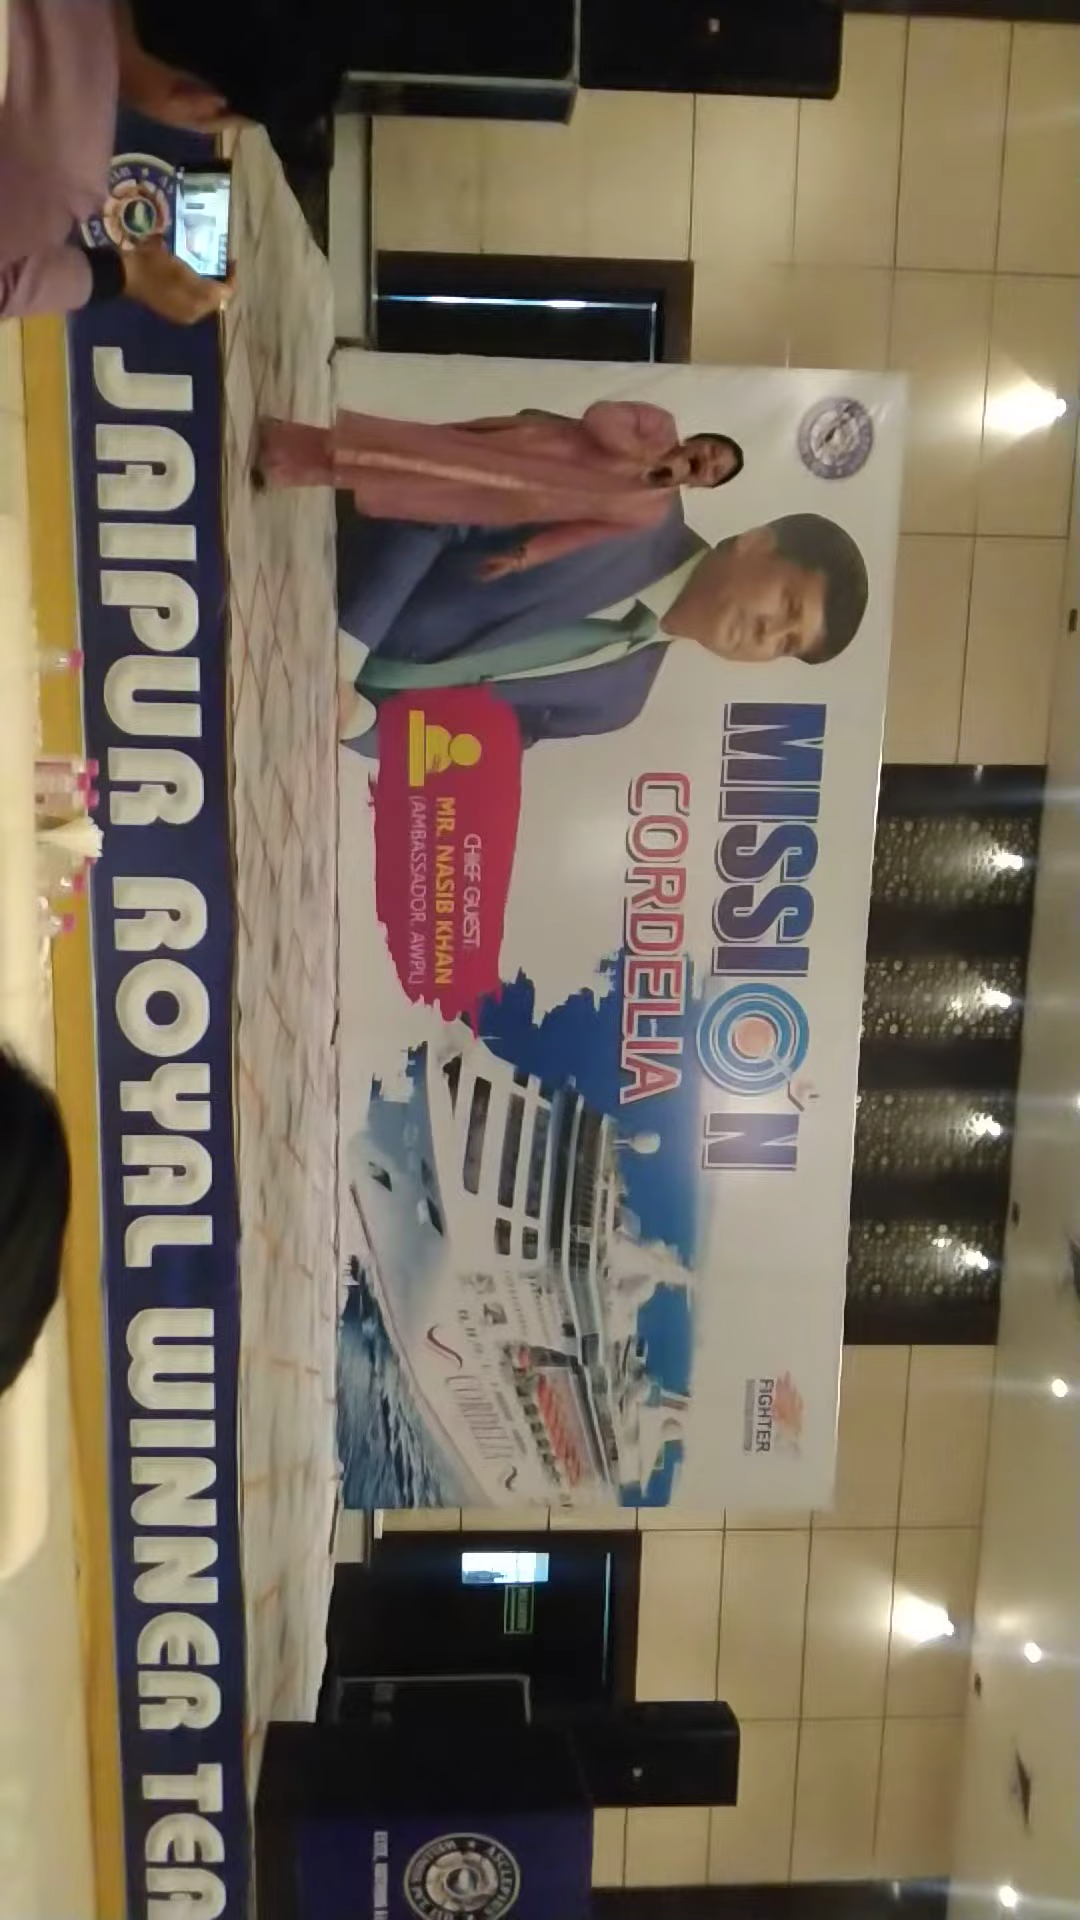 MISSION
CORDELIA
FIGHTER
CHIEF GUEST:
MR. NASIB KHAN
(AMBASSADOR, AWPL)
CORDELIA
JAIPUR ROYAL WINNER TEA